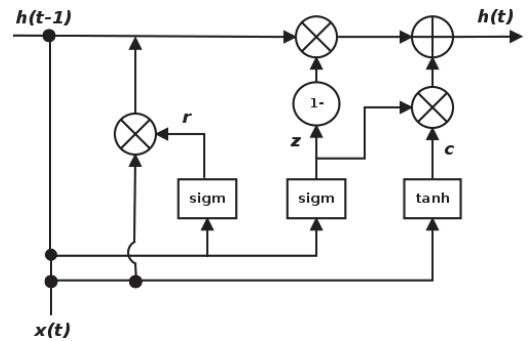 h(t-1)
h(t)
1-
r
z
c
sigm
sigm
tanh
x(t)